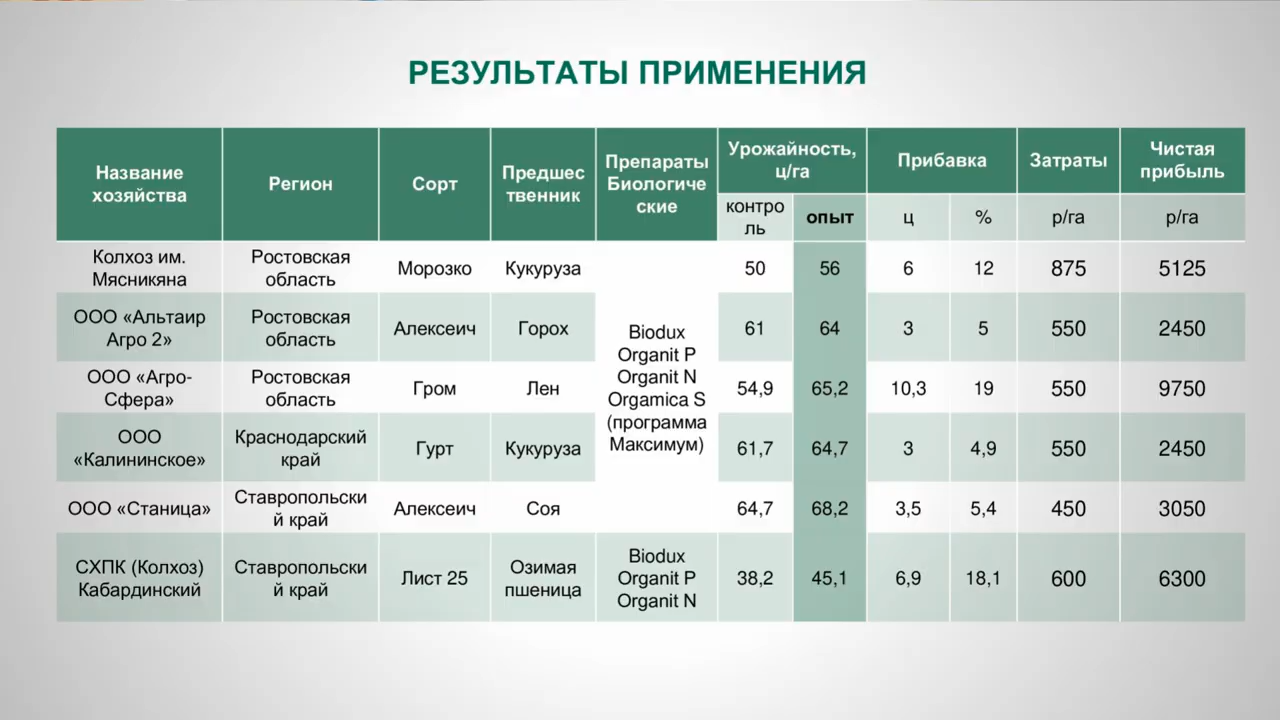 РЕЗУЛЬТАТЫ ПРИМЕНЕНИЯ
Название
хозяйства
Регион
Сорт
Предшес
твенник
Препараты
Биологиче
ские
Урожайность,
ц/га
Прибавка
Затраты
Чистая
прибыль
контро
ль
опыт
ц
%
р/га
р/га
Колхоз им.
Мясникяна
Ростовская
область
Морозко
Кукуруза
50
56
6
12
875
5125
ООО «Альтаир
Агро 2»
Ростовская
область
Алексеич
Горох
Biodux
Organit P
Organit N
Orgamica S
(программа
Максимум)
61
64
3
5
550
2450
ООО «Агро-
Сфера»
Ростовская
область
Гром
Лен
54,9
65,2
10,3
19
550
9750
ООО
«Калининское»
Краснодарский
край
Гурт
Кукуруза
61,7
64,7
3
4,9
550
2450
ООО «Станица»
Ставропольски
й край
Алексеич
Соя
64,7
68,2
3,5
5,4
450
3050
СХПК (Колхоз)
Кабардинский
Ставропольски
й край
Лист 25
Озимая
пшеница
Biodux
Organit P
Organit N
38,2
45,1
6,9
18,1
600
6300